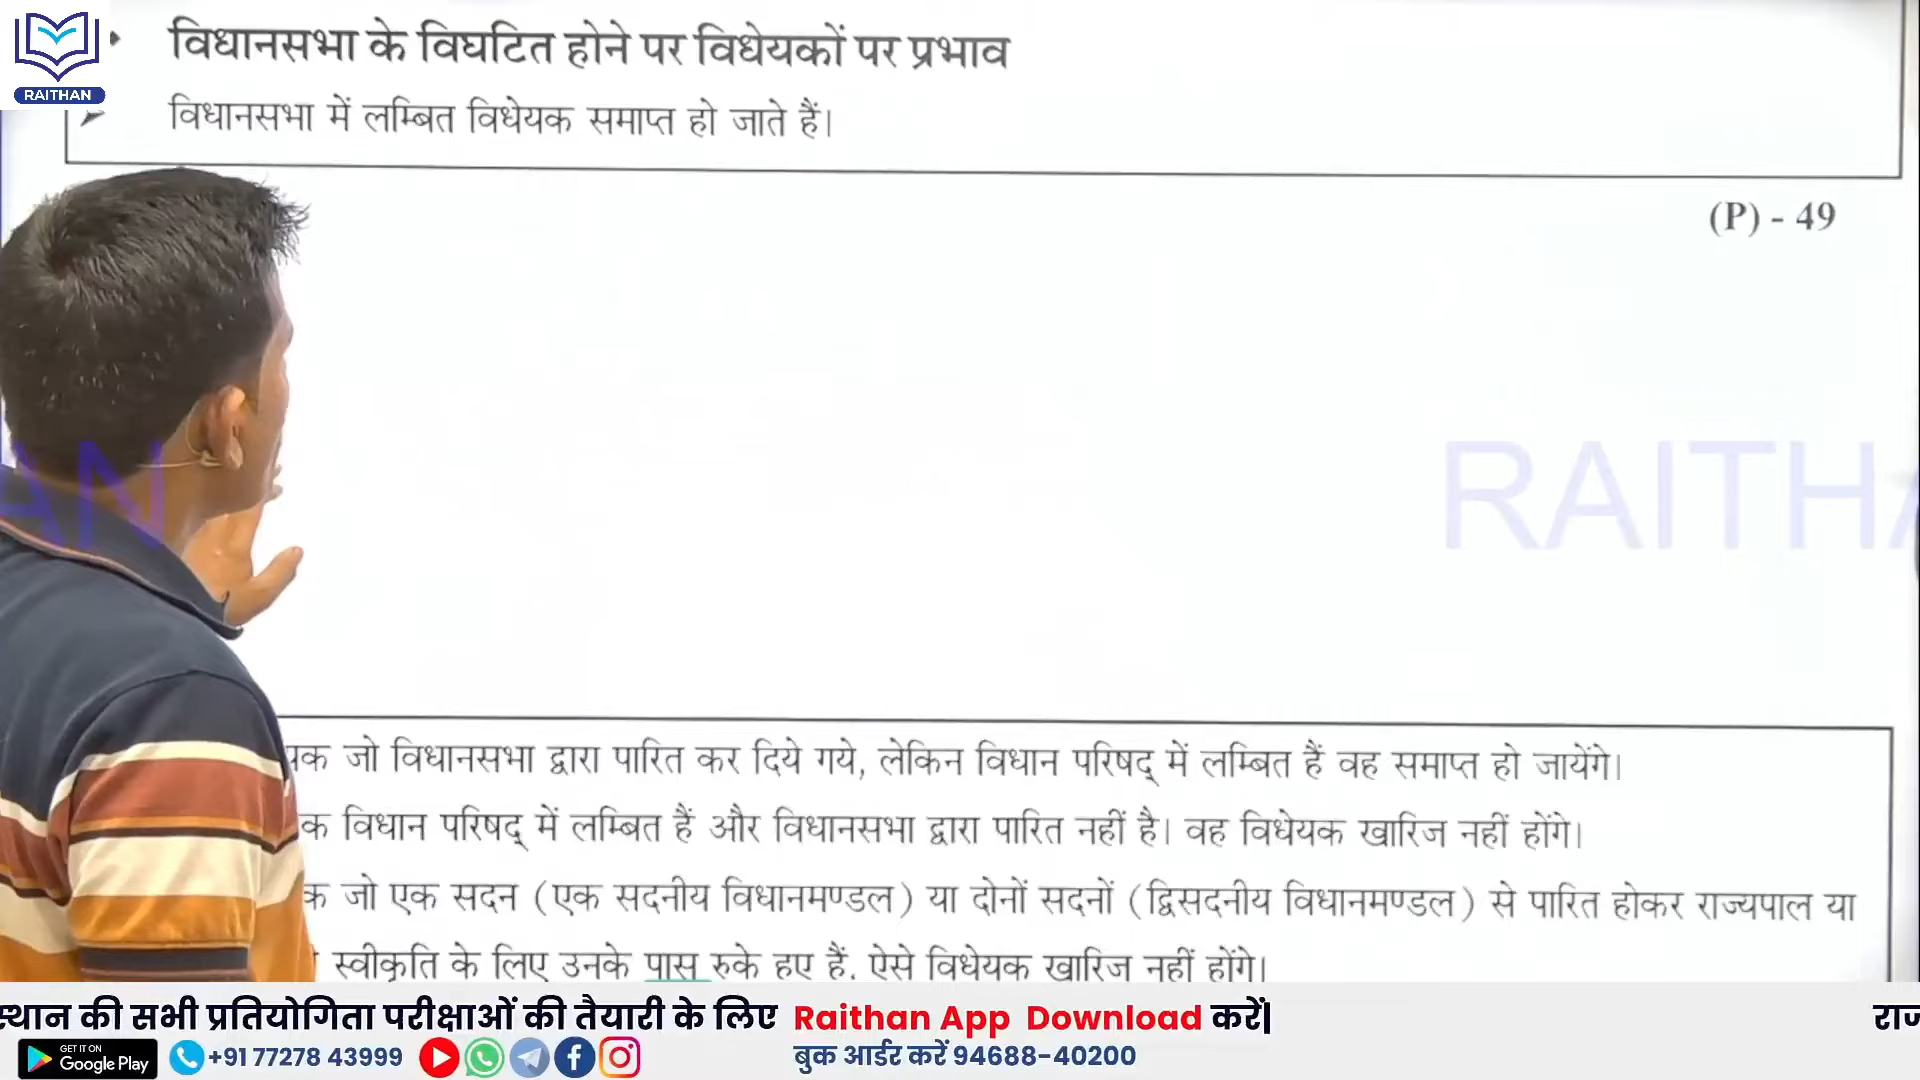 RAITHAN
विधानसभा के विघटित होने पर विधेयकों पर प्रभाव
विधानसभा में लम्बित विधेयक समाप्त हो जाते हैं।
(P) - 49
AN
RAITHA
जो विधानसभा द्वारा पारित कर दिये गये, लेकिन विधान परिषद् में लम्बित हैं वह समाप्त हो जायेंगे।
विधान परिषद् में लम्बित हैं और विधानसभा द्वारा पारित नहीं है। वह विधेयक खारिज नहीं होंगे।
जो एक सदन (एक सदनीय विधानमण्डल) या दोनों सदनों (द्विसदनीय विधानमण्डल) से पारित होकर राज्यपाल या
स्वीकृति के लिए उनके पास रुके हुए हैं. ऐसे विधेयक खारिज नहीं होंगे।
स्थान की सभी प्रतियोगिता परीक्षाओं की तैयारी के लिए Raithan App Download करें| राज
GET IT ON
Google Play
+91 77278 43999
बुक आर्डर करें 94688-40200